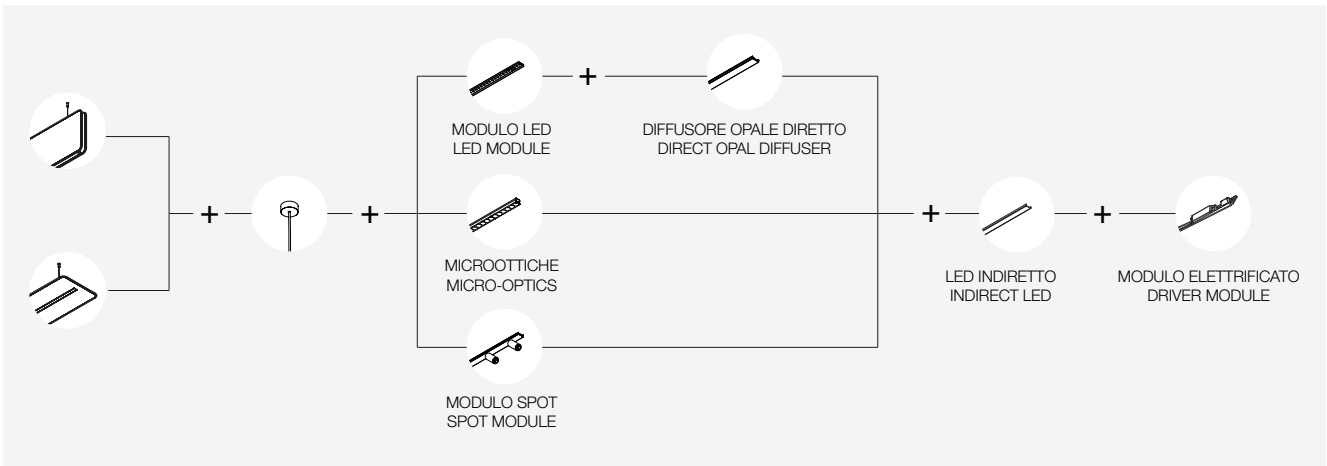 +
MODULO LED
LED MODULE
DIFFUSORE OPALE DIRETTO
DIRECT OPAL DIFFUSER
+
+
MICROOTTICHE
MICRO-OPTICS
+
LED INDIRETTO
INDIRECT LED
+
MODULO ELETTRIFICATO
DRIVER MODULE
MODULO SPOT
SPOT MODULE